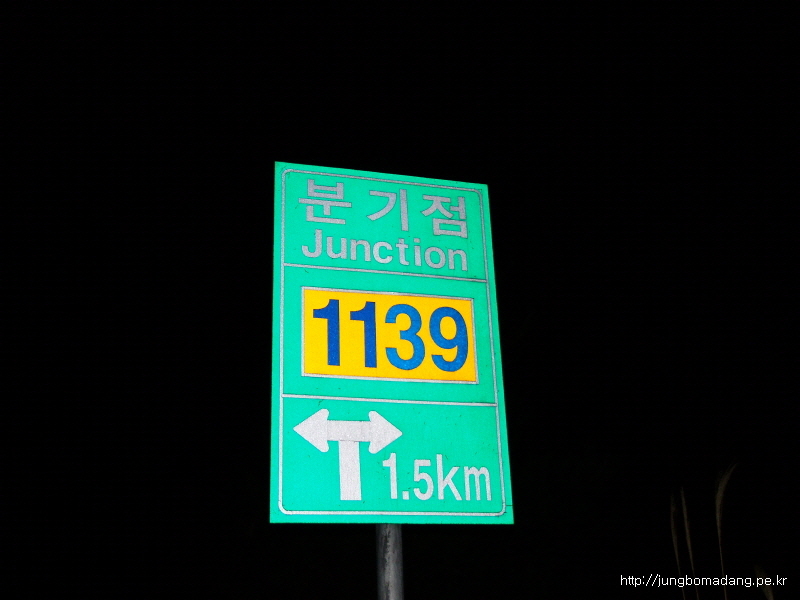 분기점
Junction
1139
1.5km
http://jungbomadang.pe.kr